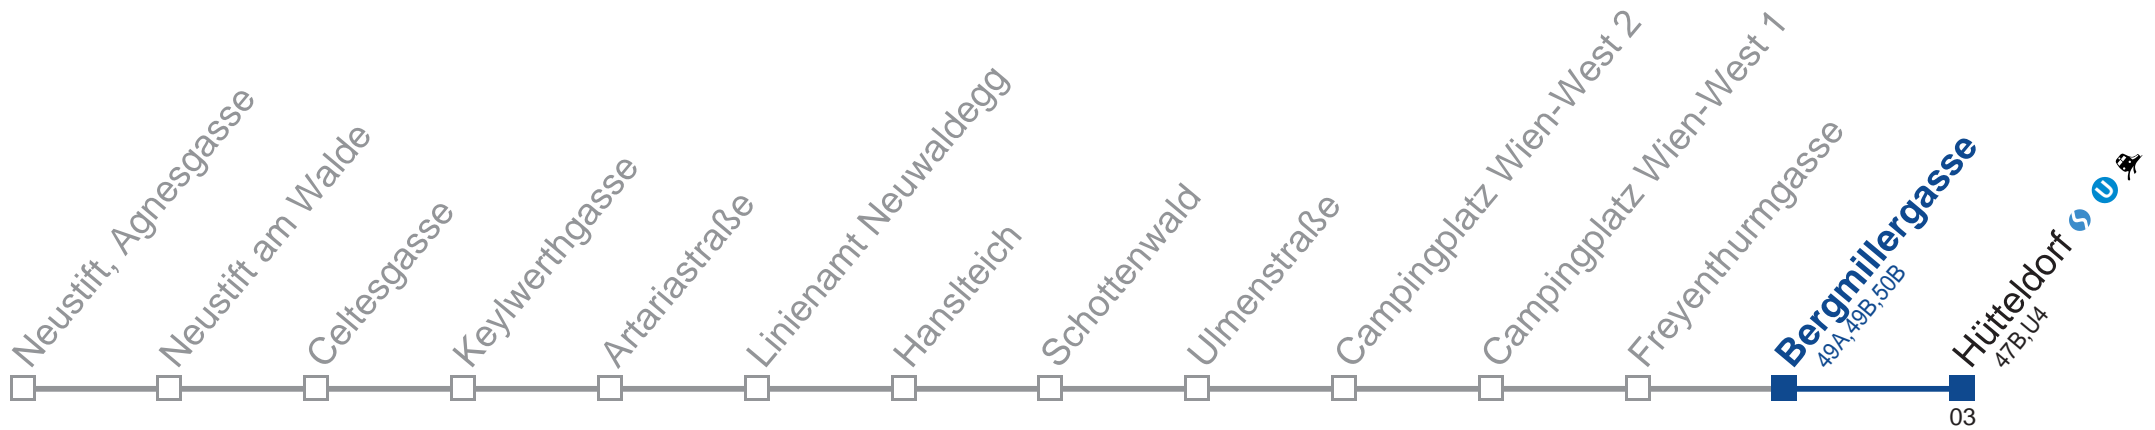 Neustift, Agnesgasse
Neustift am Walde
Celtesgasse
Keylwerthgasse
Artariastraße
Linienamt Neuwaldegg
Hanslteich
Schottenwald
Ulmenstraße
Campingplatz Wien-West 2
Campingplatz Wien-West 1
Freyenthurmgasse
Bergmillergasse
49A,49B,50B
Hütteldorf S U
47B,U4
03